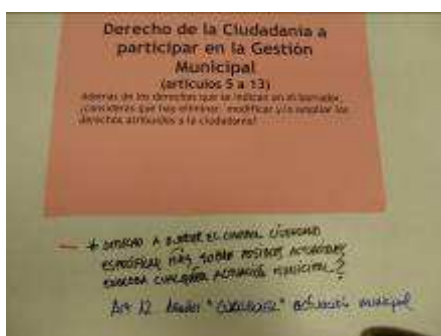 Derecho de la Ciudadanía a
participar en la Gestión
Municipal
(artículos 5 a 13)
Además de los derechos que se indican en el borrador,
¿consideras que hay eliminar, modificar y/o ampliar los
derechos atribuidos a la ciudadanía?
* DERECHO A EJERCER EL CONTROL CIUDADANO
ESPECIFICAR MÁS SOBRE POSIBLES ACTUACIONES
CUALQUIER ACTUACIÓN MUNICIPAL?
Art 12 Añadir "CUALQUIER" actuación municipal